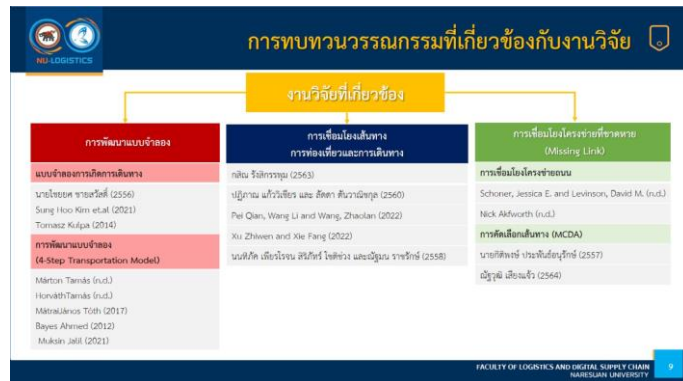 NU-LOGISTICS
การทบทวนวรรณกรรมที่เกี่ยวข้องกับงานวิจัย
งานวิจัยที่เกี่ยวข้อง
การพัฒนาแบบจำลอง
แบบจำลองการเกิดการเดินทาง
นายไชยยศ ชายสวัสดิ์ (2556)
Sung Hoo Kim et.al (2021)
Tomasz Kulpa (2014)
การพัฒนาแบบจำลอง
(4-Step Transportation Model)
Márton Tamás (n.d.)
HorváthTamás (n.d.)
MátraiJános Tóth (2017)
Bayes Ahmed (2012)
Muksin Jalil (2021)
การเชื่อมโยงเส้นทาง
การท่องเที่ยวและการเดินทาง
กสิณ รังสิกรรพุม (2563)
ปฏิภาณ แก้ววิเชียร และ ลัดดา ตันวาณิชกุล (2560)
Pei Qian, Wang Li and Wang, Zhaolan (2022)
Xu Zhiwen and Xie Fang (2022)
นนทิภัค เพียรโรจน์ สิริภัทร์ โชติช่วง และณัฐมน ราชรักษ์ (2558)
การเชื่อมโยงโครงข่ายที่ขาดหาย
(Missing Link)
การเชื่อมโยงโครงข่ายถนน
Schoner, Jessica E. and Levinson, David M. (n.d.)
Nick Akfworth (n.d.)
การคัดเลือกเส้นทาง (MCDA)
นายกิติพงษ์ ประพันธ์อนุรักษ์ (2557)
ณัฐวุฒิ เสียงแจ้ว (2564)
FACULTY OF LOGISTICS AND DIGITAL SUPPLY CHAIN
NARESUAN UNIVERSITY
9